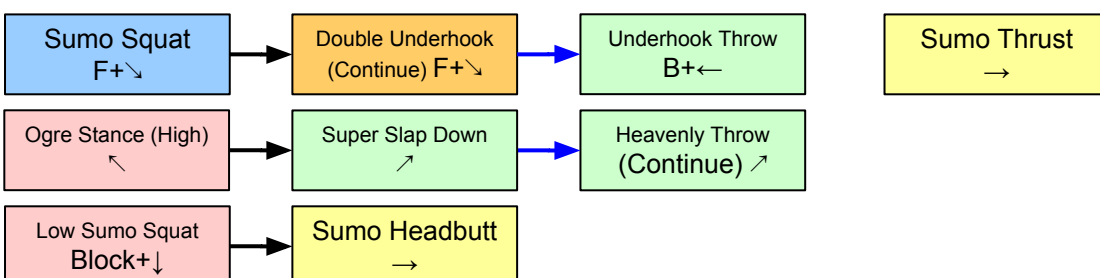 Sumo Squat
F+↘
Double Underhook
(Continue) F+↘
Underhook Throw
B+←
Sumo Thrust
→
Ogre Stance (High)
↖
Super Slap Down
↗
Heavenly Throw
(Continue) ↗
Low Sumo Squat
Block+↓
Sumo Headbutt
→